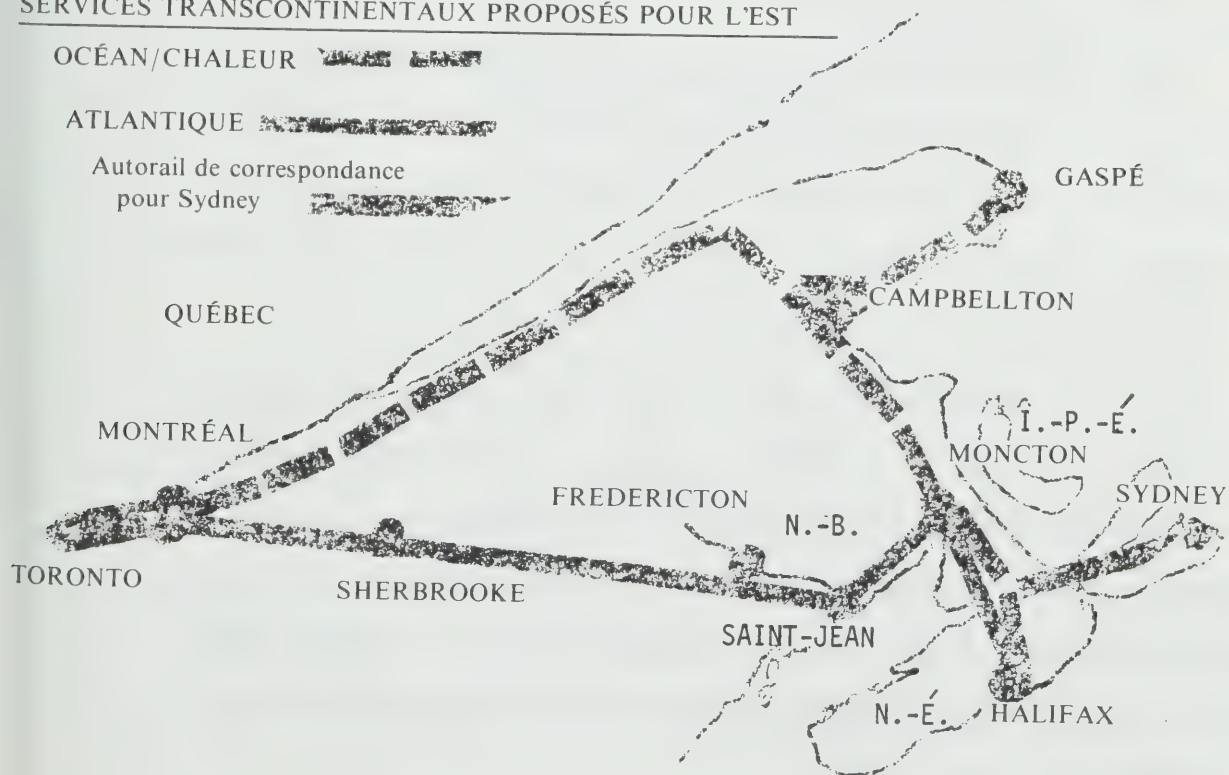 SERVICES TRANSCONTINENTAUX PROPOSÉS POUR L'EST
OCÉAN/CHALEUR
ATLANTIQUE
Autorail de correspondance
pour Sydney
GASPÉ
CAMPBELLTON
QUÉBEC
Î.-P.-É.
MONTRÉAL
MONCTON
SYDNEY
FREDERICTON
N.-B.
TORONTO
SHERBROOKE
SAINT-JEAN
N.-É.
HALIFAX